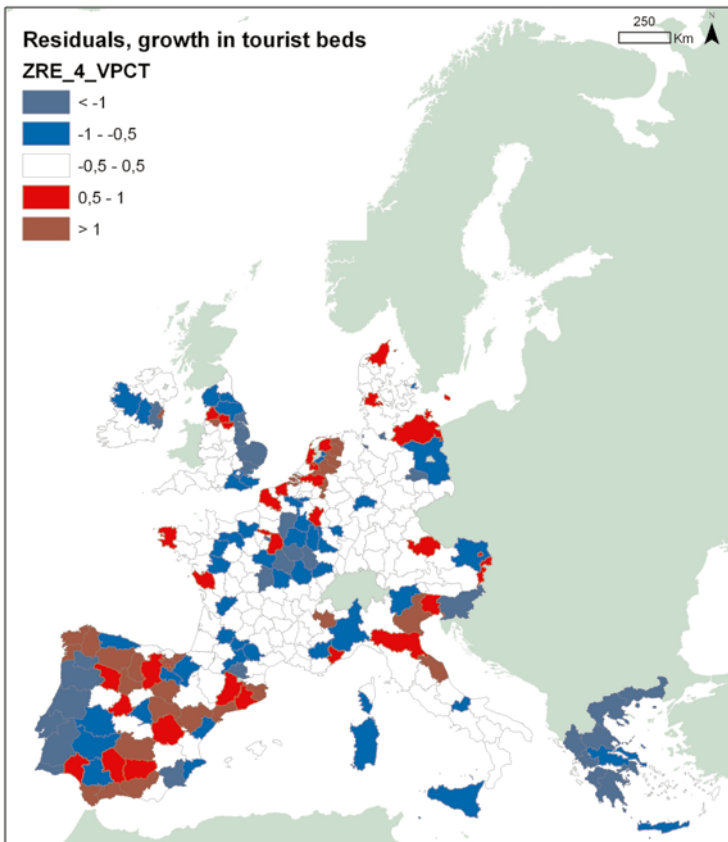 Residuals, growth in tourist beds
ZRE_4_VPCT
< -1
-1 - -0,5
-0,5 - 0,5
0,5 - 1
> 1
250
Km
N